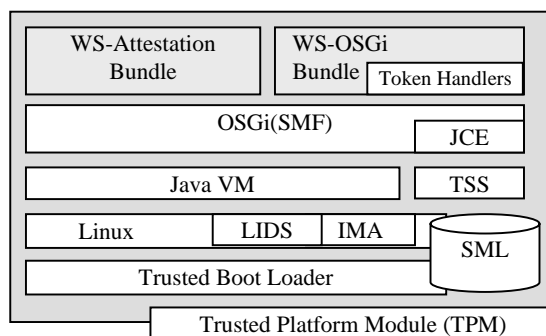 WS-Attestation
Bundle
WS-OSGi
Bundle
Token Handlers
OSGi(SMF)
JCE
Java VM
TSS
Linux
LIDS
IMA
SML
Trusted Boot Loader
Trusted Platform Module (TPM)